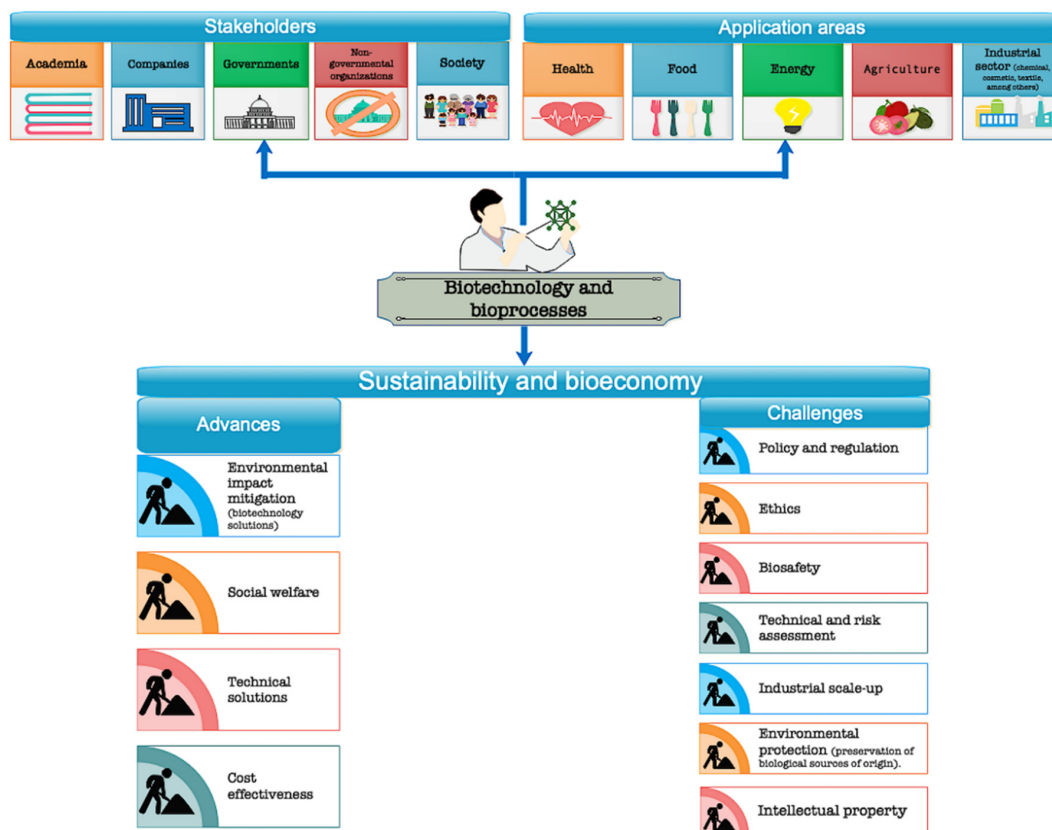 Stakeholders
Academia
Companies
Governments
Non-
governmental
organizations
Society
Application areas
Health
Food
Energy
Agriculture
Industrial
sector (chemical,
cosmetic, textile,
among others)
Biotechnology and
bioprocesses
Sustainability and bioeconomy
Advances
Environmental
impact
mitigation
(biotechnology
solutions)
Social welfare
Technical
solutions
Cost
effectiveness
Challenges
Policy and regulation
Ethics
Biosafety
Technical and risk
assessment
Industrial scale-up
Environmental
protection (preservation of
biological sources of origin).
Intellectual property